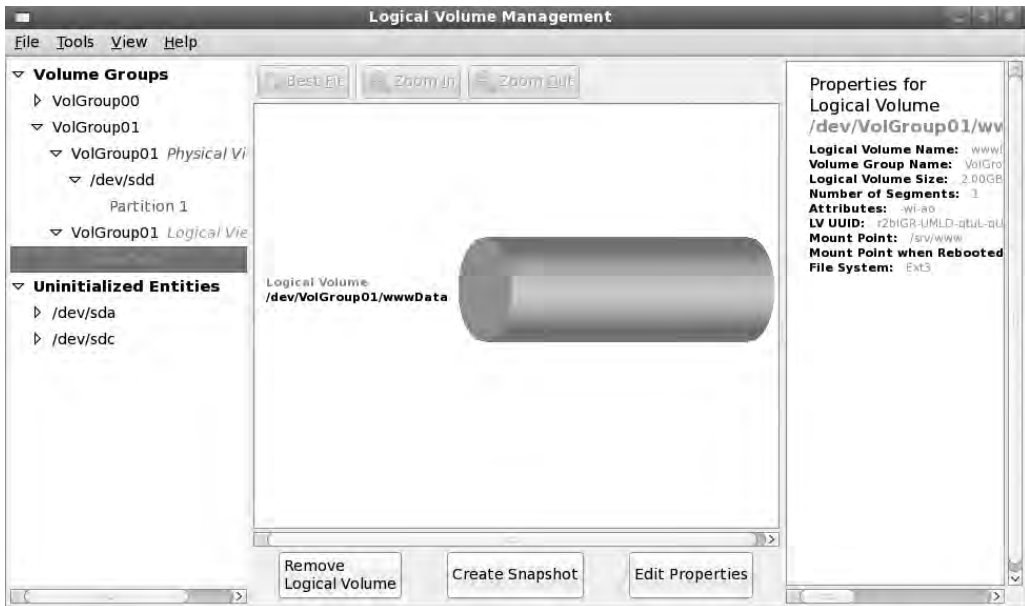 Logical Volume Management
File Tools View Help
Volume Groups
VolGroup00
VolGroup01
VolGroup01 Physical Vi
/dev/sdd
Partition 1
VolGroup01 Logical Vie
Uninitialized Entities
/dev/sda
/dev/sdc
Best Fit Zoom In Zoom Out
Logical Volume
/dev/VolGroup01/wwwData
Remove
Logical Volume
Create Snapshot
Edit Properties
Properties for
Logical Volume
/dev/VolGroup01/ww
Logical Volume Name: www
Volume Group Name: VolGro
Logical Volume Size: 2.00GB
Number of Segments: 1
Attributes: -wi-ao
LV UUID:
Mount Point: /srv/www
Mount Point when Rebooted
File System: Ext3